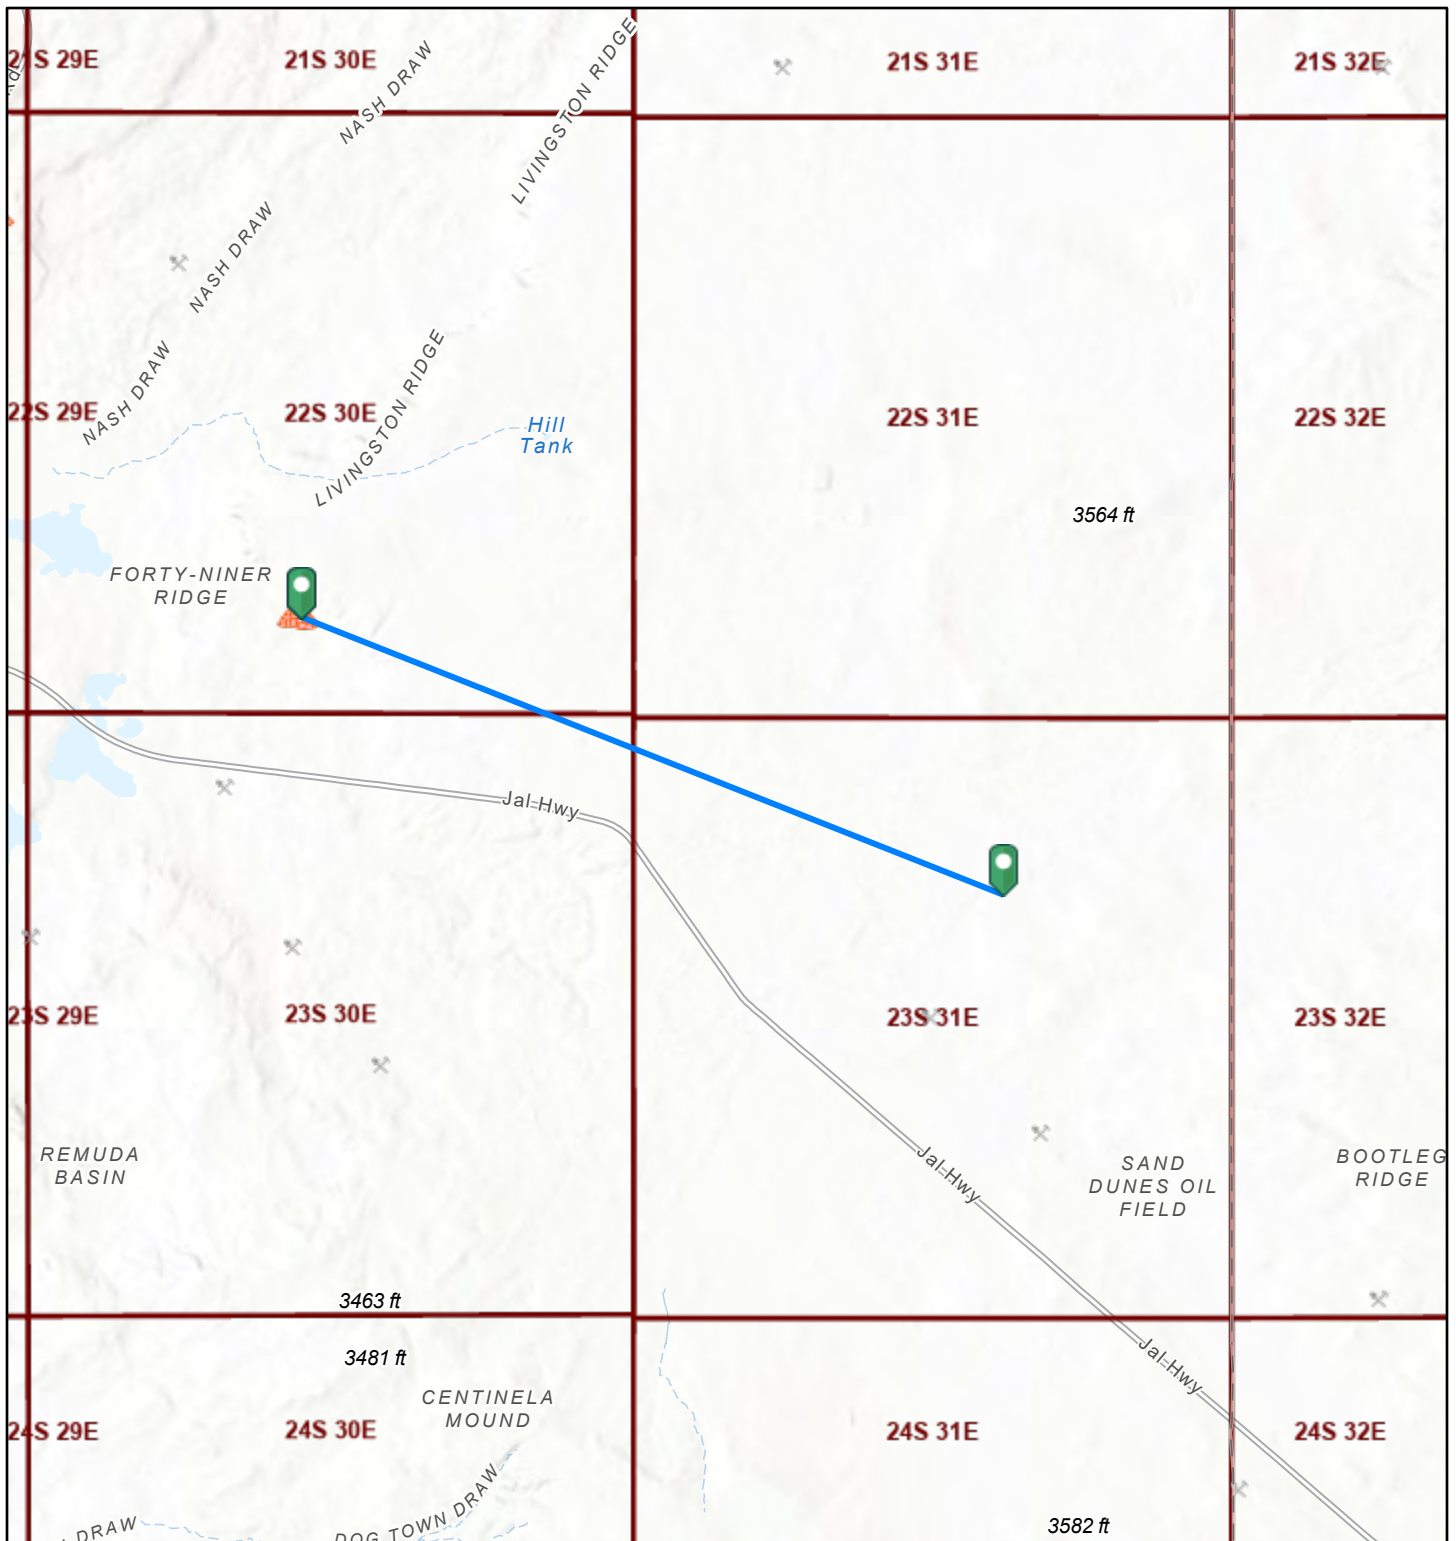 21S 29E
21S 30E
21S 31E
21S 32E
Rd
NASH DRAW
LIVINGSTON RIDGE
NASH DRAW
NASH DRAW
LIVINGSTON RIDGE
22S 29E
22S 30E
22S 31E
22S 32E
Hill
Tank
3564 ft
FORTY-NINER
RIDGE
Jal Hwy
23S 29E
23S 30E
23S 31E
23S 32E
REMUDA
BASIN
Jal Hwy
SAND
DUNES OIL
FIELD
BOOTLEG
RIDGE
3463 ft
3481 ft
Jal Hwy
CENTINELA
MOUND
24S 29E
24S 30E
24S 31E
24S 32E
DRAW
DOG TOWN DRAW
3582 ft